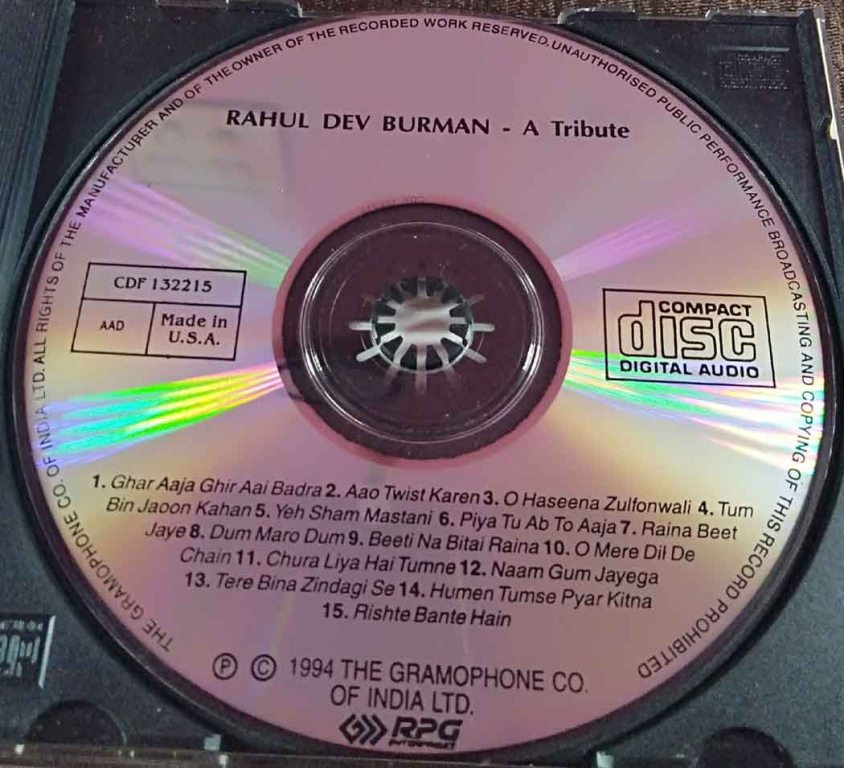 THE GRAMOPHONE CO. OF INDIA LTD. ALL RIGHTS OF THE MANUFACTURER AND OF THE OWNER OF THE RECORDED WORK RESERVED. UNAUTHORISED PUBLIC PERFORMANCE BROADCASTING AND COPYING OF THIS RECORD PROHIBITED
RAHUL DEV BURMAN - A Tribute
CDF 132215
AAD
Made in
U.S.A.
COMPACT
disc
DIGITAL AUDIO
1. Ghar Aaja Ghir Aai Badra 2. Aao Twist Karen 3. O Haseena Zulfonwali 4. Tum
Bin Jaoon Kahan 5. Yeh Sham Mastani 6. Piya Tu Ab To Aaja 7. Raina Beet
Jaye 8. Dum Maro Dum 9. Beeti Na Bitai Raina 10. O Mere Dil De
Chain 11. Chura Liya Hai Tumne 12. Naam Gum Jayega
13. Tere Bina Zindagi Se 14. Humen Tumse Pyar Kitna
15. Rishte Bante Hain
Ⓟ © 1994 THE GRAMOPHONE CO.
OF INDIA LTD.
RPG